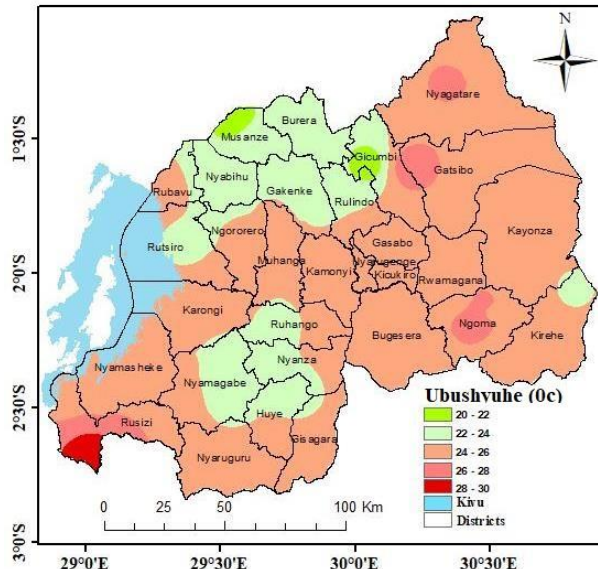 N
Nyagatare
Burera
Musanze
1°30'S
Gicumbi
Gatsibo
Nyabihu
Gakenke
Rubavu
Rulindo
Kayonza
Ngororero
Rutsiro
Gasabo
Muhanga
Nyarugenge
Kamonyi
Kicukiro
Rwamagana
2°0'S
Karongi
Ruhango
Bugesera
Ngoma
Kirehe
Nyanza
Nyamasheke
Nyamagabe
Huye
2°30'S
Rusizi
Gisagara
Nyaruguru
Ubushyuhe (0c)
20 - 22
22 - 24
24 - 26
26 - 28
28 - 30
Kivu
Districts
0 25 50 100 Km
3°0'S
29°0'E 29°30'E 30°0'E 30°30'E